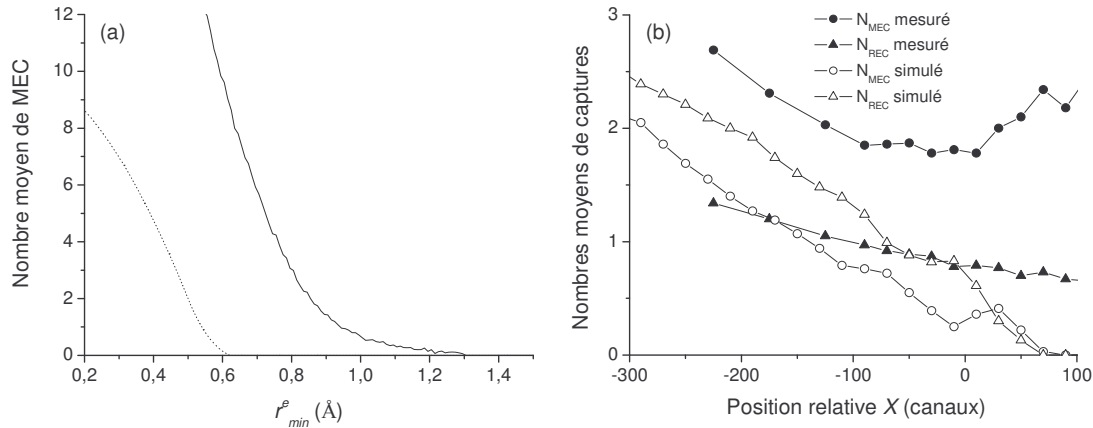 (a)
12
10
8
6
4
2
0
Nombre moyen de MEC
0,2 0,4 0,6 0,8 1,0 1,2 1,4
r^e_min (Å)
(b)
N_MEC mesuré
N_REC mesuré
N_MEC simulé
N_REC simulé
3
2
1
0
Nombres moyens de captures
-300 -200 -100 0 100
Position relative X (canaux)